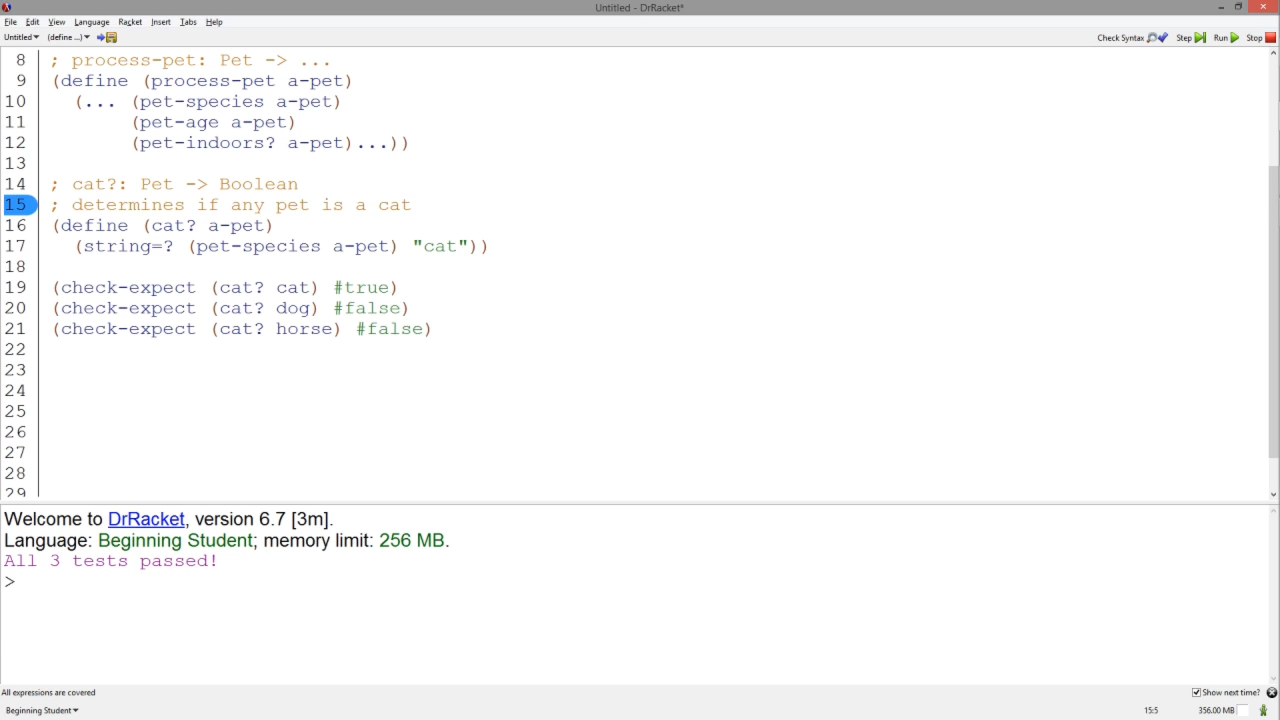 Untitled - DrRacket*
File Edit View Language Racket Insert Tabs Help
Untitled (define ...) Check Syntax Step Run Stop
8 ; process-pet: Pet -> ...
9 (define (process-pet a-pet)
10 (... (pet-species a-pet)
11 (pet-age a-pet)
12 (pet-indoors? a-pet)...))
13
14 ; cat?: Pet -> Boolean
15 ; determines if any pet is a cat
16 (define (cat? a-pet)
17 (string=? (pet-species a-pet) "cat"))
18
19 (check-expect (cat? cat) #true)
20 (check-expect (cat? dog) #false)
21 (check-expect (cat? horse) #false)
22
23
24
25
26
27
28
29
Welcome to DrRacket, version 6.7 [3m].
Language: Beginning Student; memory limit: 256 MB.
All 3 tests passed!
>
All expressions are covered Show next time?
Beginning Student 15:5 356.00 MB